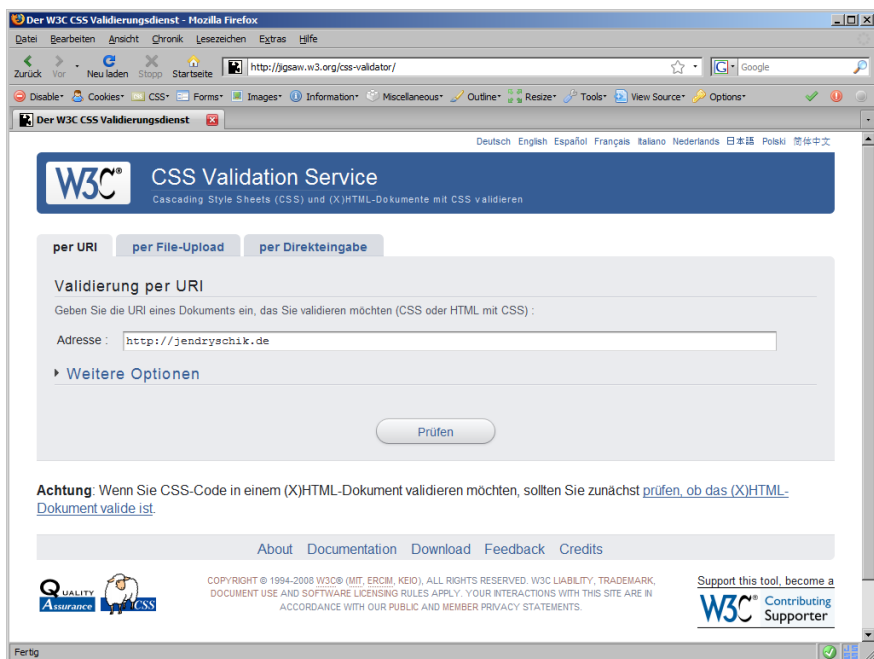 Der W3C CSS Validierungsdienst - Mozilla Firefox
Datei Bearbeiten Ansicht Chronik Lesezeichen Extras Hilfe
Zurück Vor Neu laden Stopp Startseite http://jigsaw.w3.org/css-validator/ G Google
Disable Cookies CSS Forms Images Information Miscellaneous Outline Resize Tools View Source Options
Der W3C CSS Validierungsdienst
Deutsch English Español Français Italiano Nederlands 日本語 Polski 简体中文
W3C® CSS Validation Service
Cascading Style Sheets (CSS) und (X)HTML-Dokumente mit CSS validieren
per URI per File-Upload per Direkteingabe
Validierung per URI
Geben Sie die URI eines Dokuments ein, das Sie validieren möchten (CSS oder HTML mit CSS) :
Adresse : http://jendryschik.de
Weitere Optionen
Prüfen
Achtung: Wenn Sie CSS-Code in einem (X)HTML-Dokument validieren möchten, sollten Sie zunächst prüfen, ob das (X)HTML-
Dokument valide ist.
About Documentation Download Feedback Credits
QUALITY
Assurance CSS
COPYRIGHT © 1994-2008 W3C® (MIT, ERCIM, KEIO), ALL RIGHTS RESERVED. W3C LIABILITY, TRADEMARK,
DOCUMENT USE AND SOFTWARE LICENSING RULES APPLY. YOUR INTERACTIONS WITH THIS SITE ARE IN
ACCORDANCE WITH OUR PUBLIC AND MEMBER PRIVACY STATEMENTS.
Support this tool, become a
W3C® Contributing
Supporter
Fertig